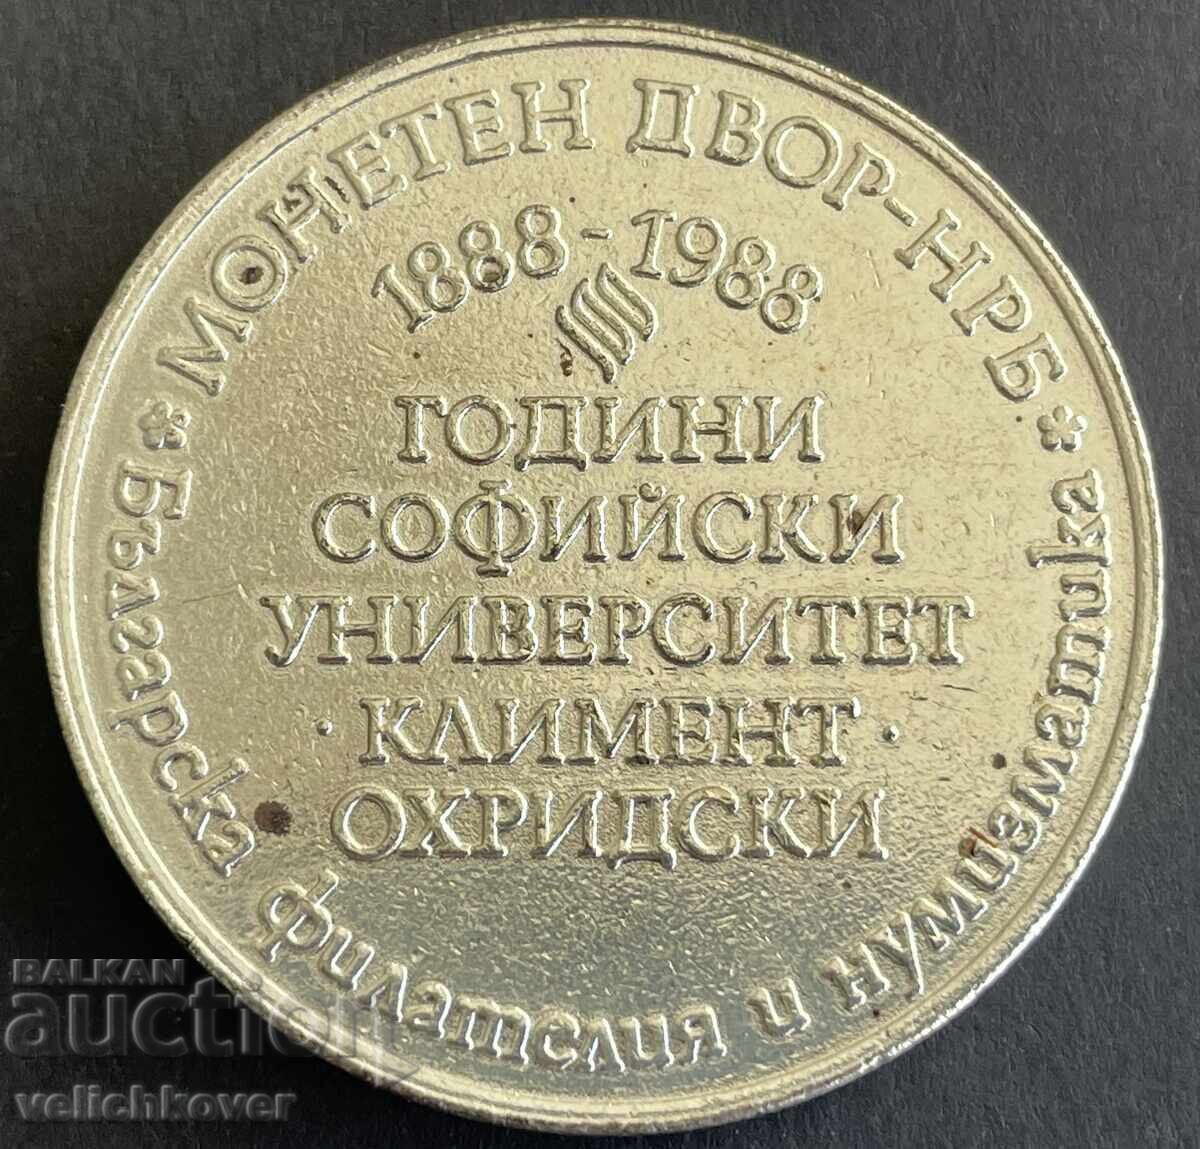 МОНЕТЕН ДВОР-НРБ
1888-1988
ГОДИНИ
СОФИЙСКИ
УНИВЕРСИТЕТ
· КЛИМЕНТ ·
ОХРИДСКИ
* Българска филателия и нумизматика *
BALKAN
auction
velichkover